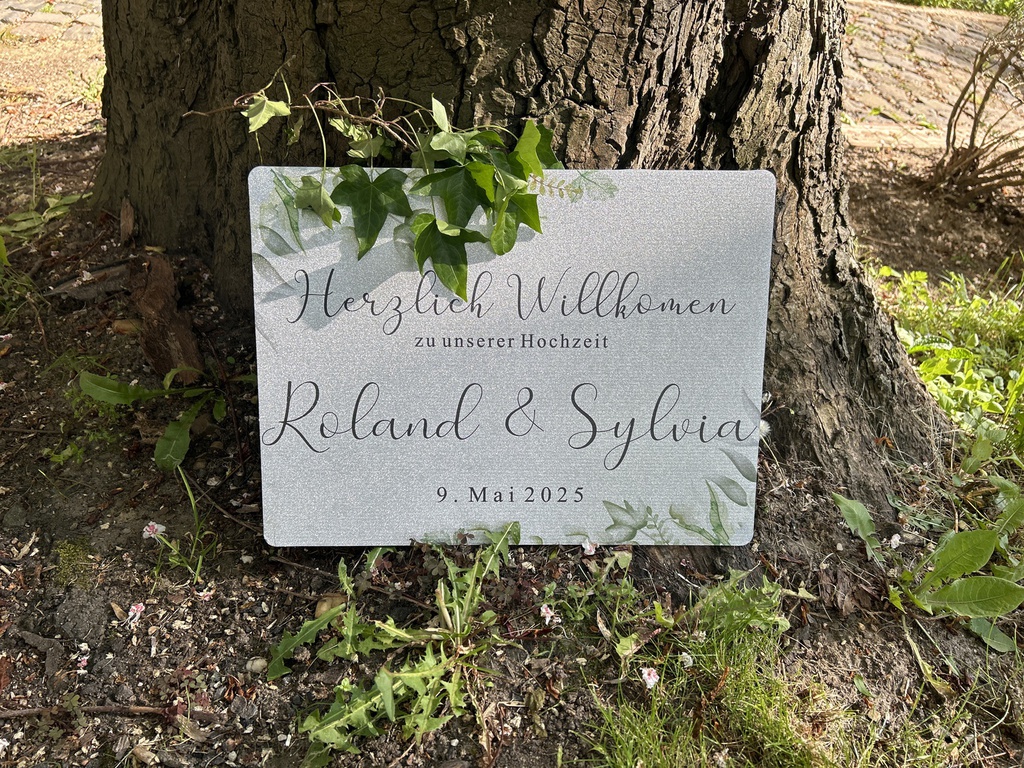 Herzlich Willkomen
zu unserer Hochzeit
Roland & Sylvia
9. Mai 2025